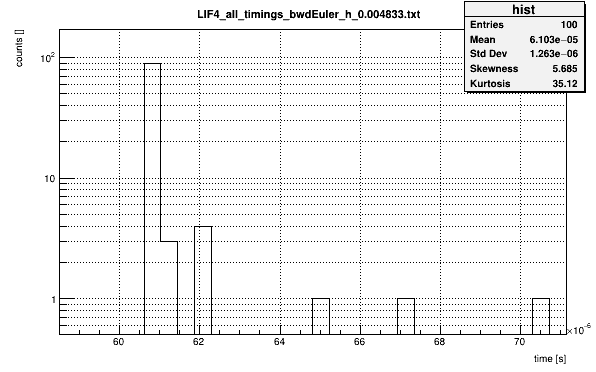 LIF4_all_timings_bwdEuler_h_0.004833.txt
hist
Entries 100
Mean 6.103e−05
Std Dev 1.263e−06
Skewness 5.685
Kurtosis 35.12
counts []
10²
10
1
60 62 64 66 68 70
×10⁻⁶
time [s]